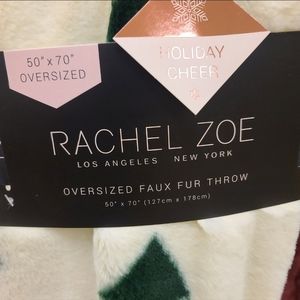 50" x 70"
OVERSIZED
HOLIDAY
CHEER
RACHEL ZOE
LOS ANGELES NEW YORK
OVERSIZED FAUX FUR THROW
50" x 70" (127cm x 178cm)